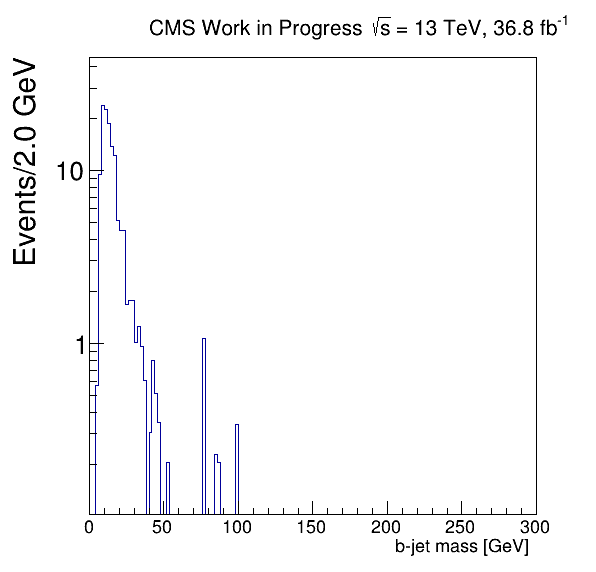 CMS Work in Progress √s = 13 TeV, 36.8 fb⁻¹
Events/2.0 GeV
10
1
0 50 100 150 200 250 300
b-jet mass [GeV]